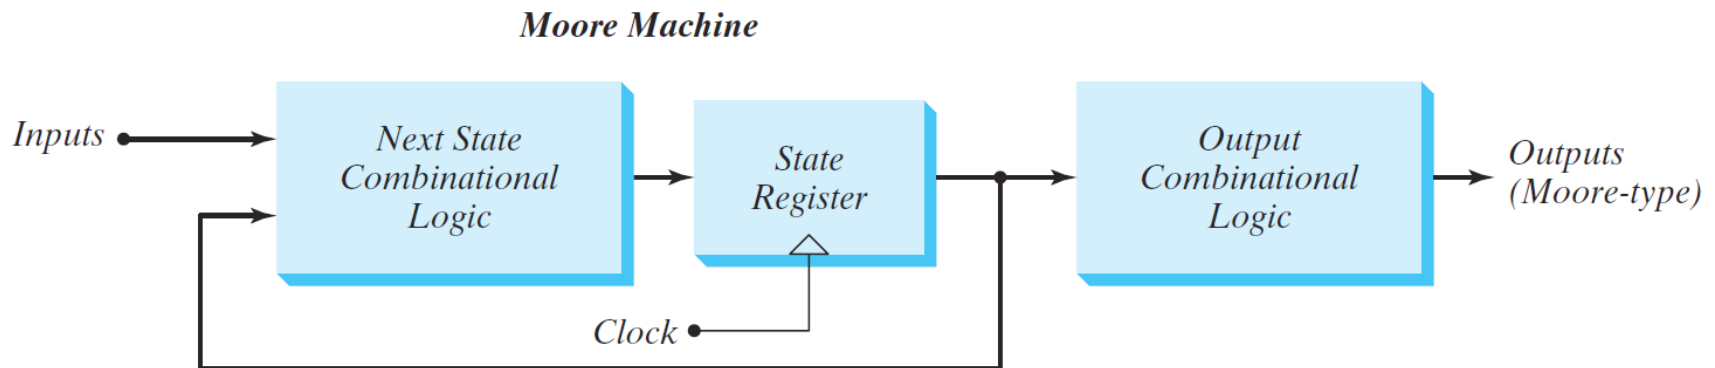 Moore Machine
Inputs
Next State
Combinational
Logic
State
Register
Clock
Output
Combinational
Logic
Outputs
(Moore-type)